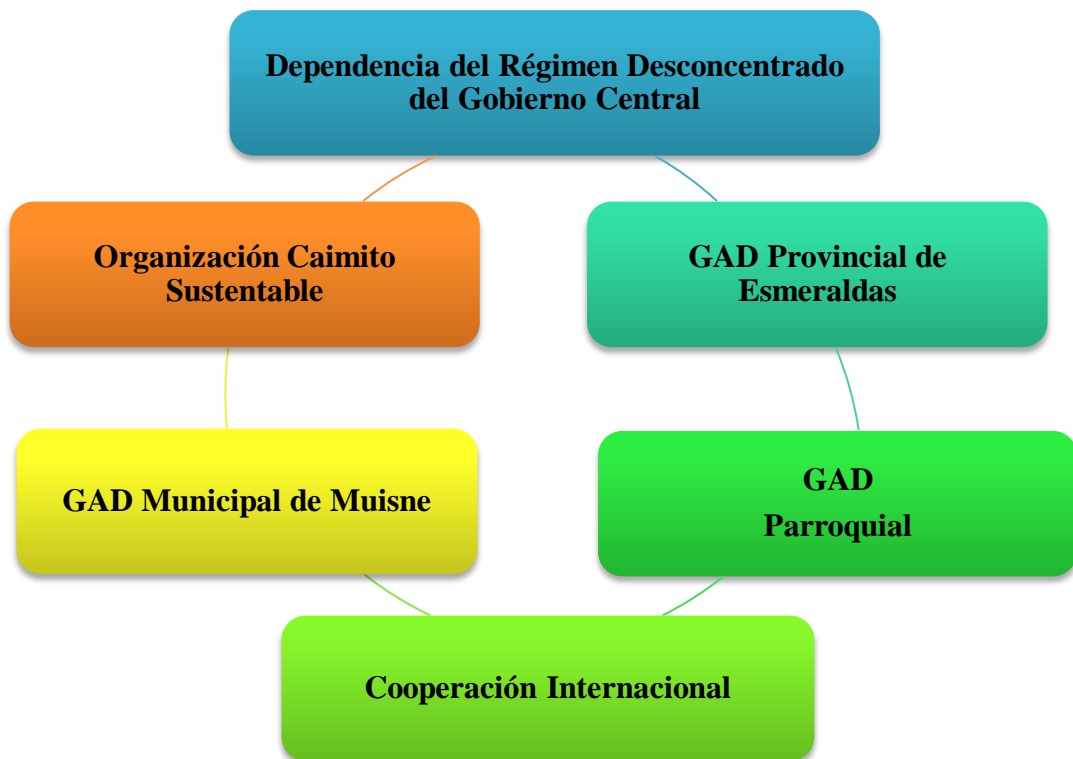 Dependencia del Régimen Desconcentrado
del Gobierno Central
Organización Caimito
Sustentable
GAD Provincial de
Esmeraldas
GAD Municipal de Muisne
GAD
Parroquial
Cooperación Internacional